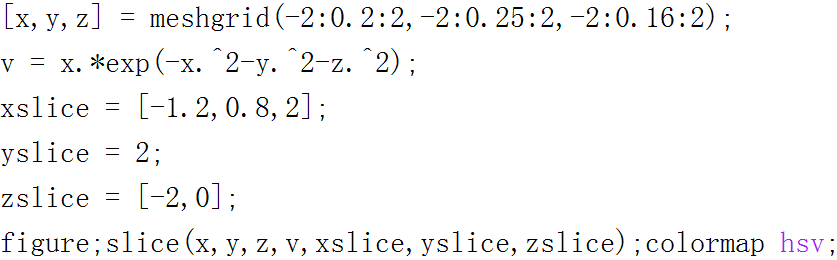 [x,y,z] = meshgrid(-2:0.2:2,-2:0.25:2,-2:0.16:2);
v = x.*exp(-x.^2-y.^2-z.^2);
xslice = [-1.2,0.8,2];
yslice = 2;
zslice = [-2,0];
figure;slice(x,y,z,v,xslice,yslice,zslice);colormap hsv;